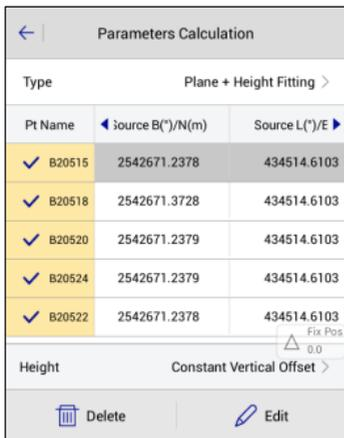 Parameters Calculation
Type Plane + Height Fitting >
Pt Name Source B(°)/N(m) Source L(°)/E
B20515 2542671.2378 434514.6103
B20518 2542671.3728 434514.6103
B20520 2542671.2379 434514.6103
B20524 2542671.2379 434514.6103
B20522 2542671.2378 434514.6103
Fix Pos
0.0
Height Constant Vertical Offset >
Delete Edit